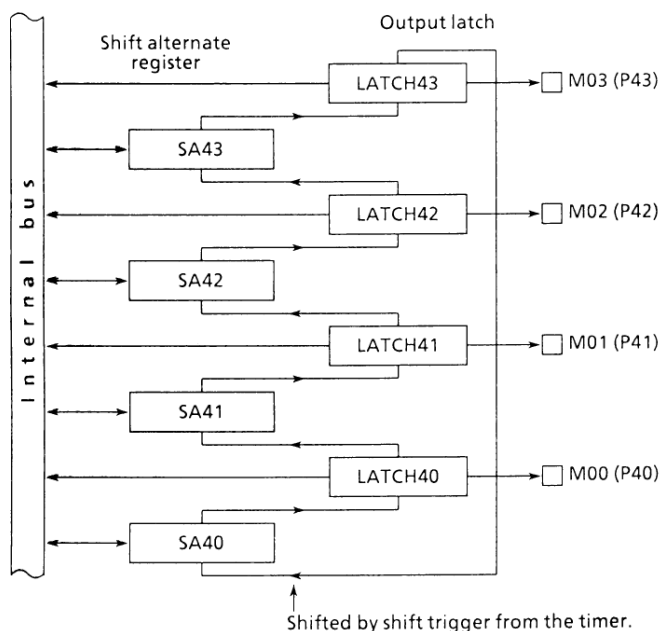 Output latch
Shift alternate
register
LATCH43
M03 (P43)
SA43
LATCH42
M02 (P42)
SA42
LATCH41
M01 (P41)
SA41
LATCH40
M00 (P40)
SA40
Internal bus
Shifted by shift trigger from the timer.